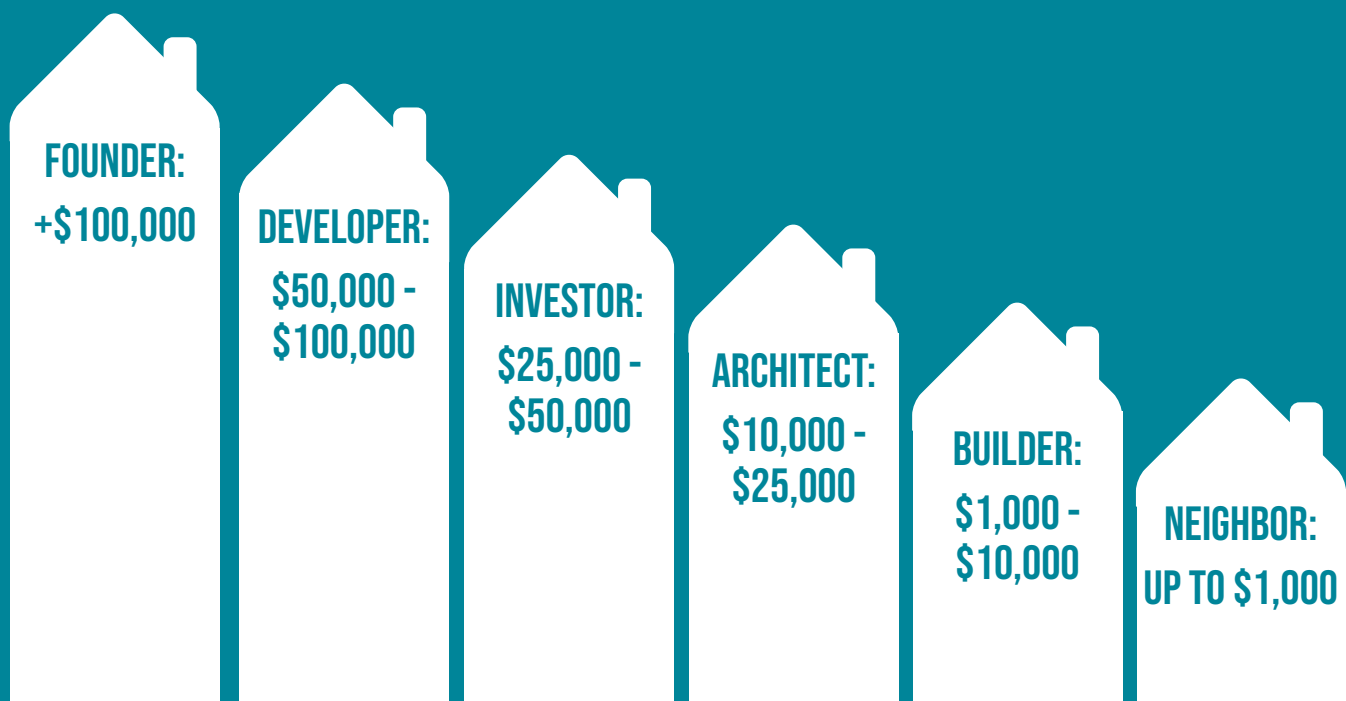 FOUNDER:
+$100,000
DEVELOPER:
$50,000 -
$100,000
INVESTOR:
$25,000 -
$50,000
ARCHITECT:
$10,000 -
$25,000
BUILDER:
$1,000 -
$10,000
NEIGHBOR:
UP TO $1,000